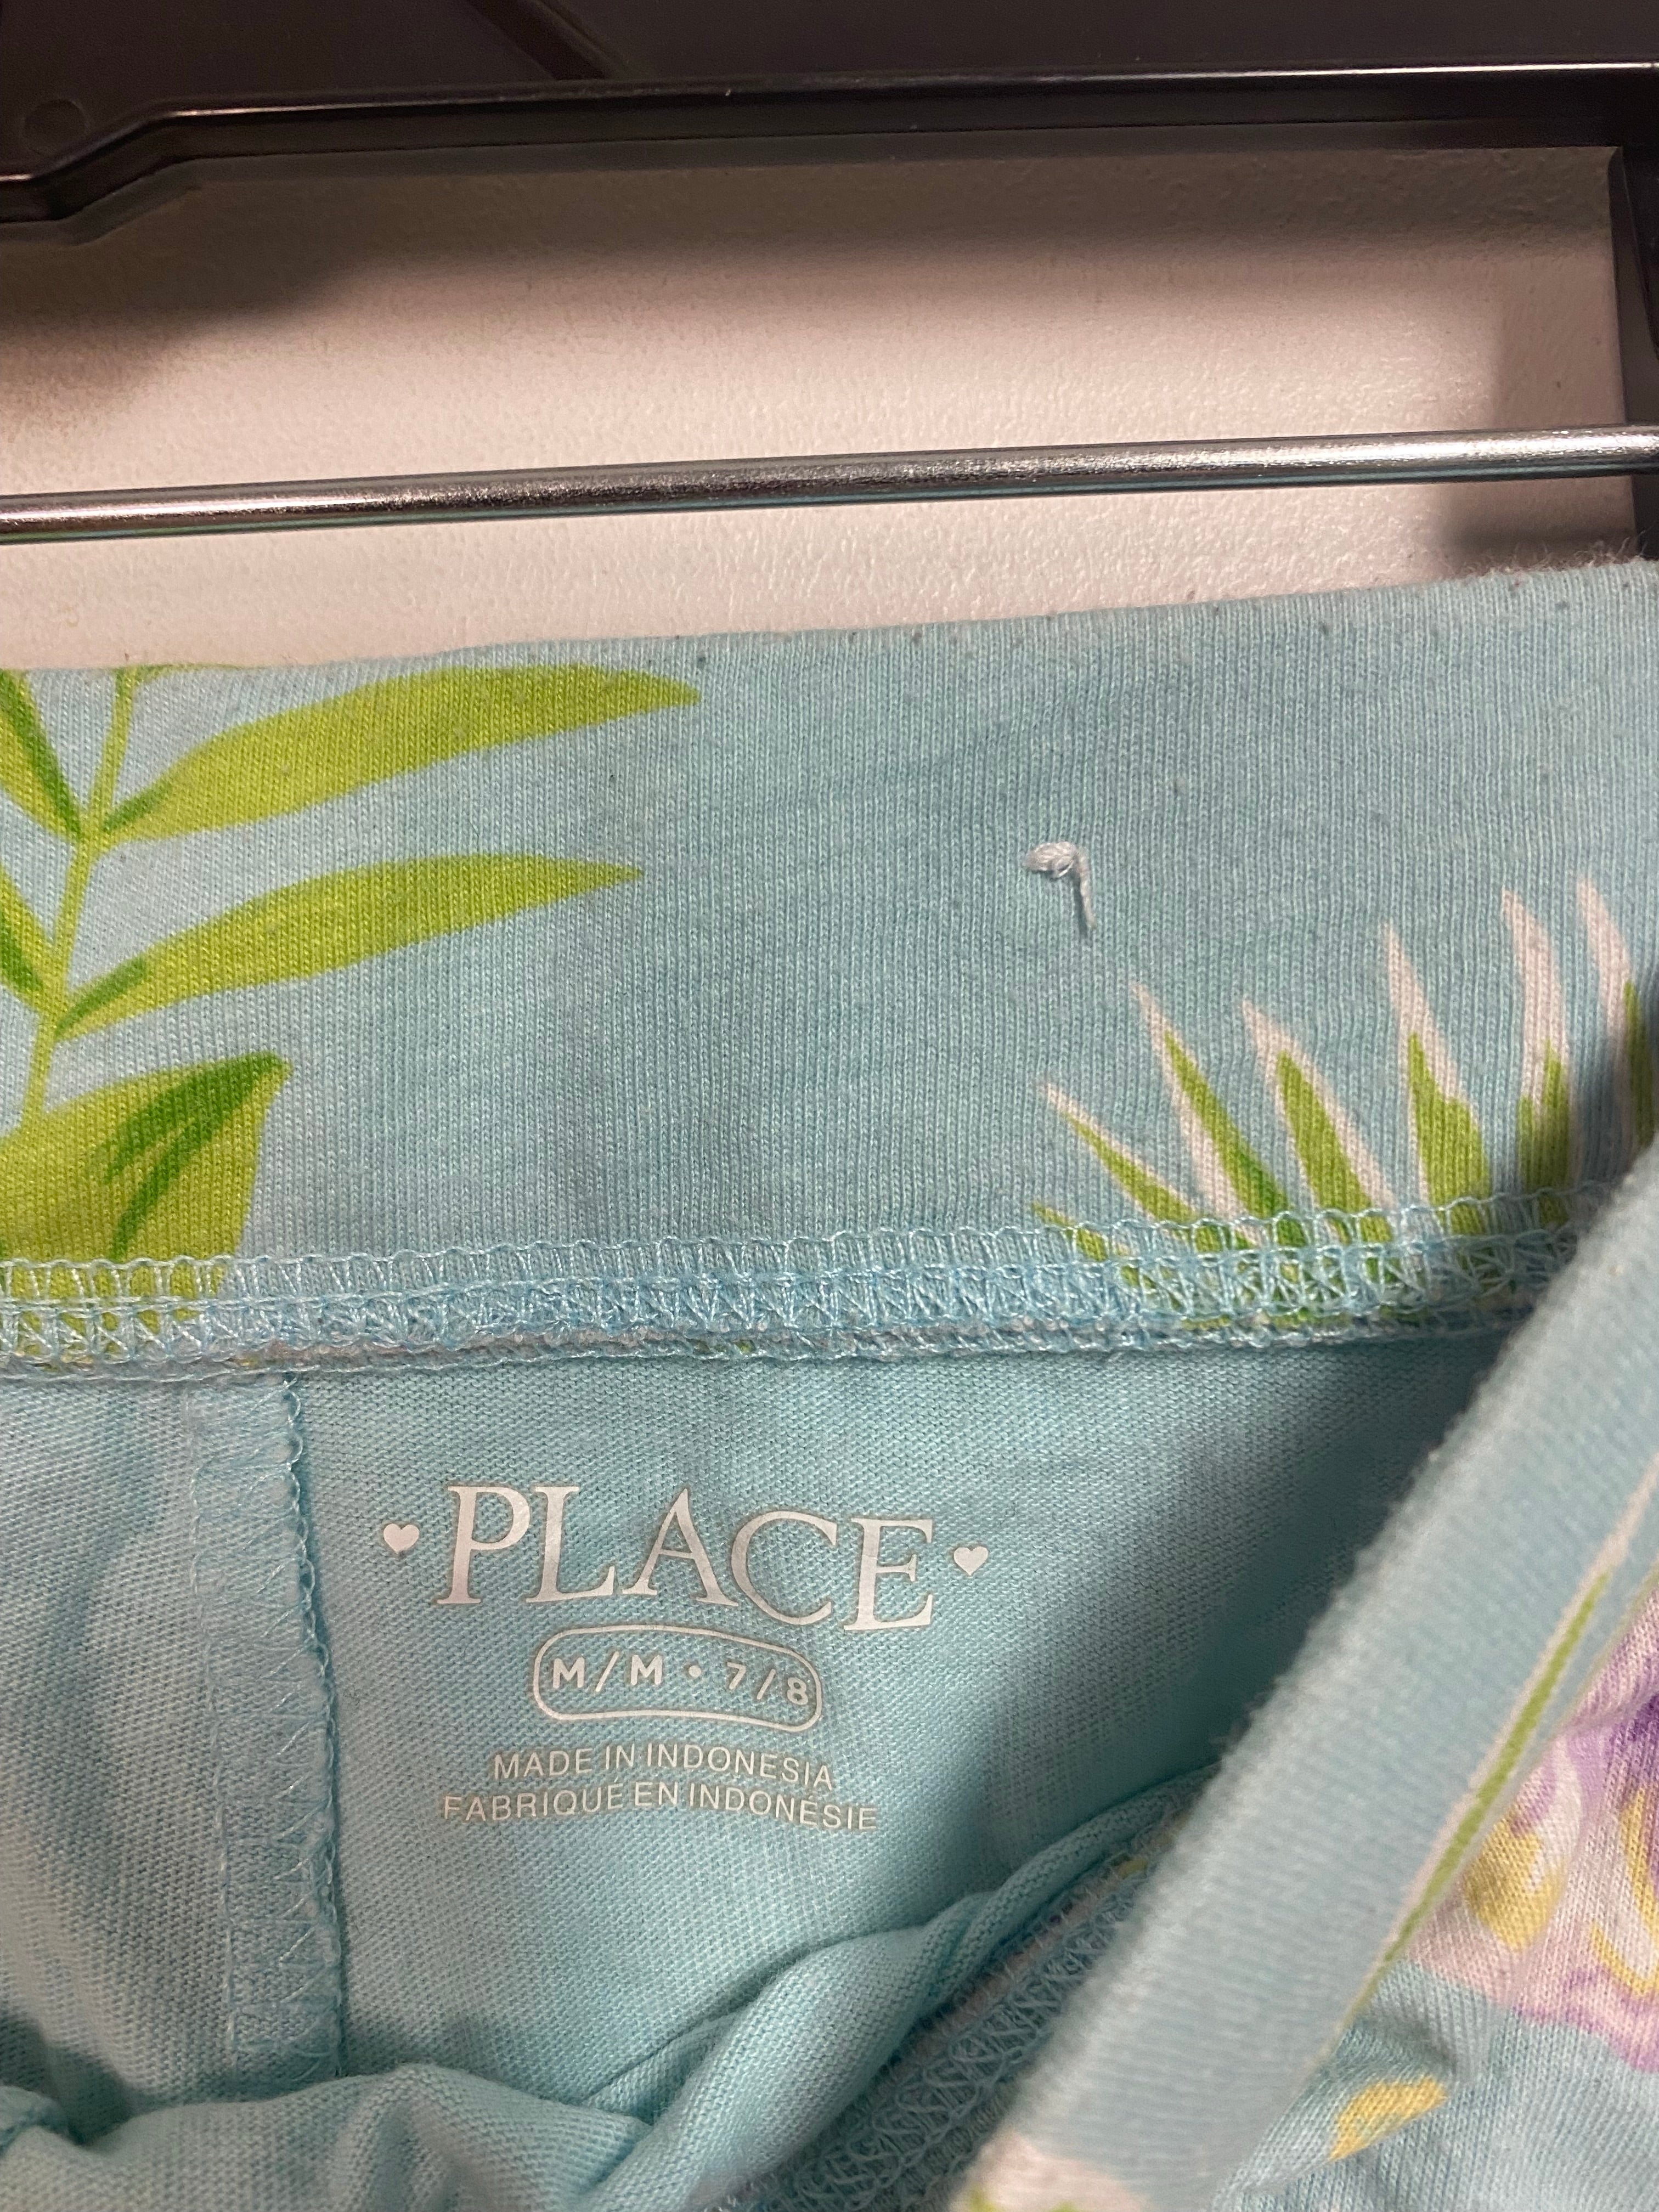 PLACE
M/M • 7/8
MADE IN INDONESIA
FABRIQUÉ EN INDONÉSIE